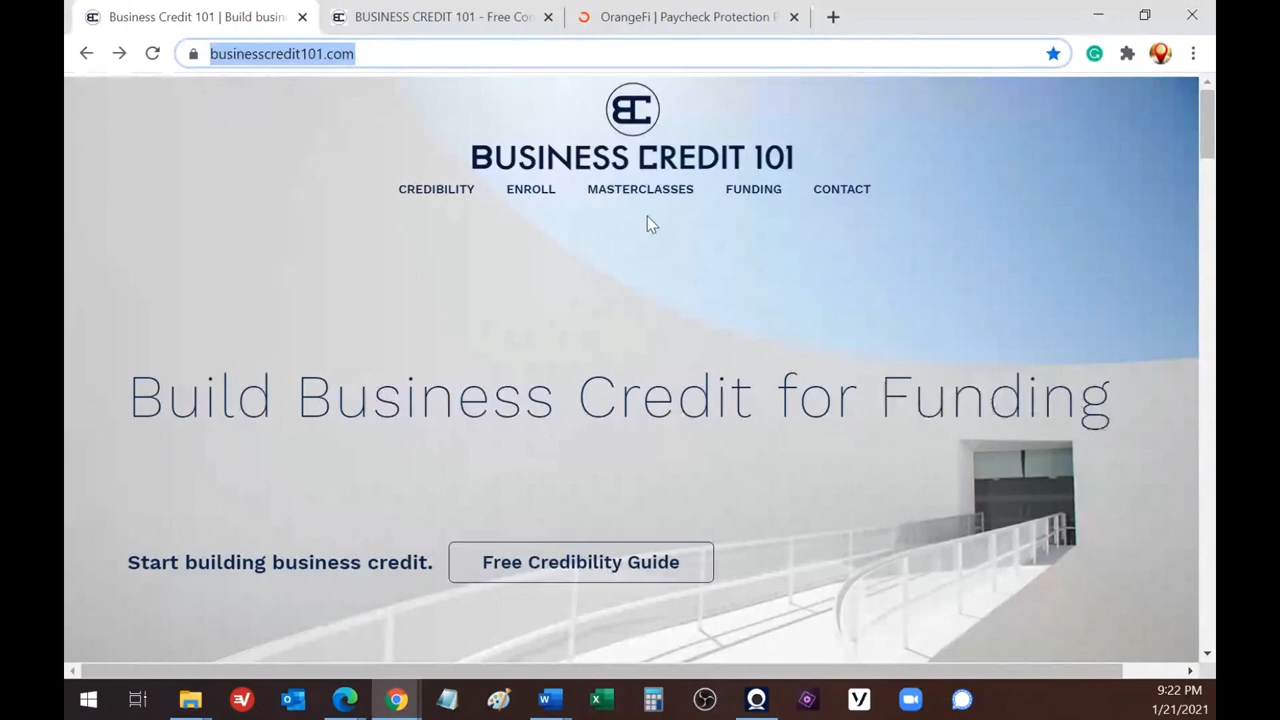 Business Credit 101 | Build busin
BUSINESS CREDIT 101 - Free Con
OrangeFi | Paycheck Protection P
businesscredit101.com
BC
BUSINESS CREDIT 101
CREDIBILITY ENROLL MASTERCLASSES FUNDING CONTACT
Build Business Credit for Funding
Start building business credit. Free Credibility Guide
9:22 PM
1/21/2021